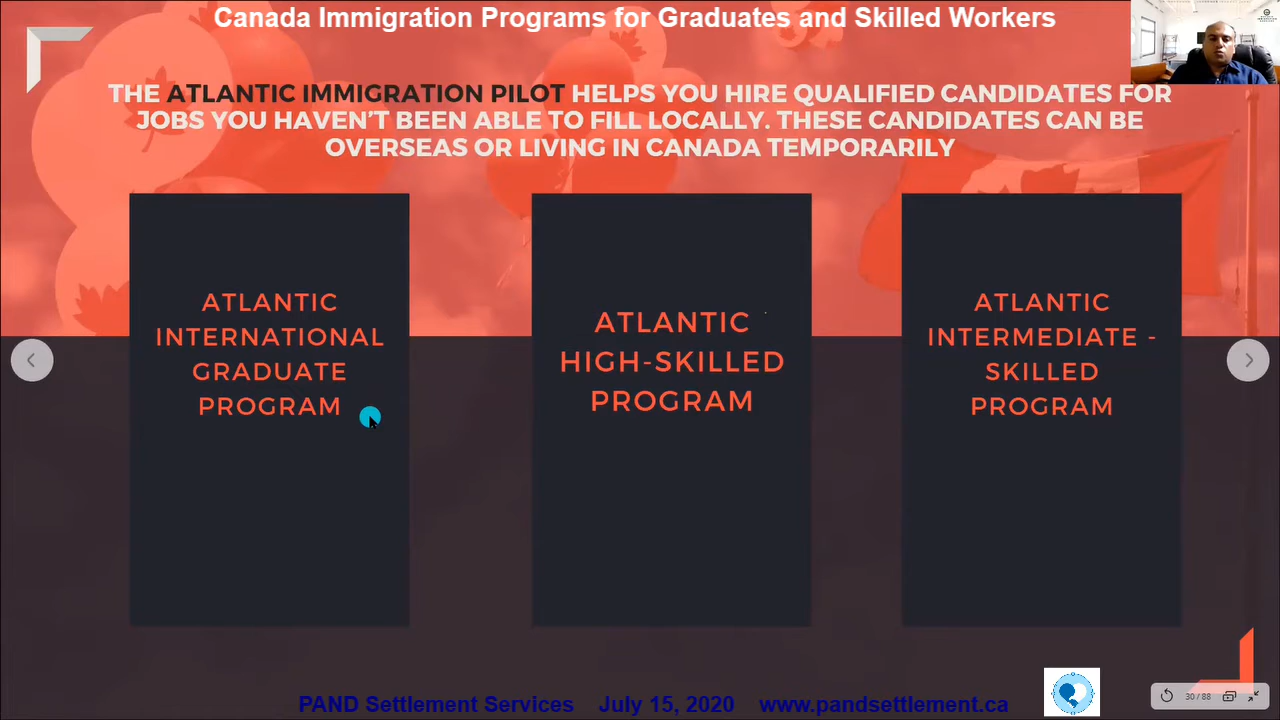 Canada Immigration Programs for Graduates and Skilled Workers
THE ATLANTIC IMMIGRATION PILOT HELPS YOU HIRE QUALIFIED CANDIDATES FOR
JOBS YOU HAVEN'T BEEN ABLE TO FILL LOCALLY. THESE CANDIDATES CAN BE
OVERSEAS OR LIVING IN CANADA TEMPORARILY
ATLANTIC
INTERNATIONAL
GRADUATE
PROGRAM
ATLANTIC
HIGH-SKILLED
PROGRAM
ATLANTIC
INTERMEDIATE -
SKILLED
PROGRAM
PAND Settlement Services July 15, 2020 www.pandsettlement.ca
30 / 88